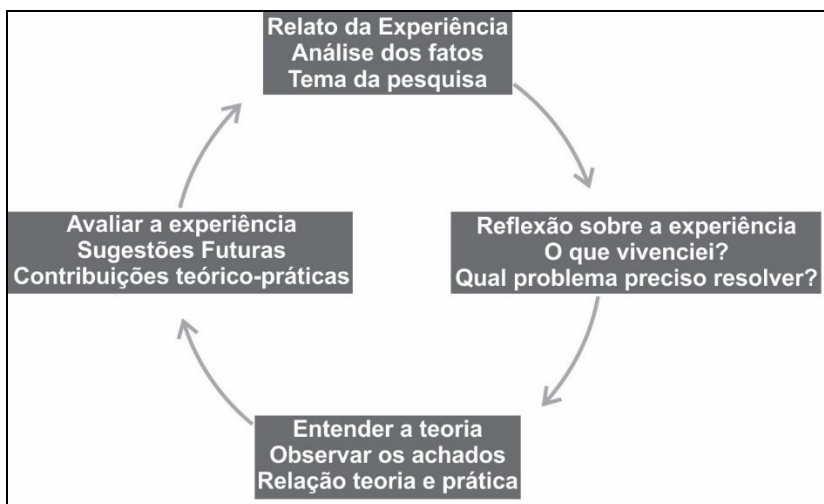 Relato da Experiência
Análise dos fatos
Tema da pesquisa
Reflexão sobre a experiência
O que vivenciei?
Qual problema preciso resolver?
Entender a teoria
Observar os achados
Relação teoria e prática
Avaliar a experiência
Sugestões Futuras
Contribuições teórico-práticas